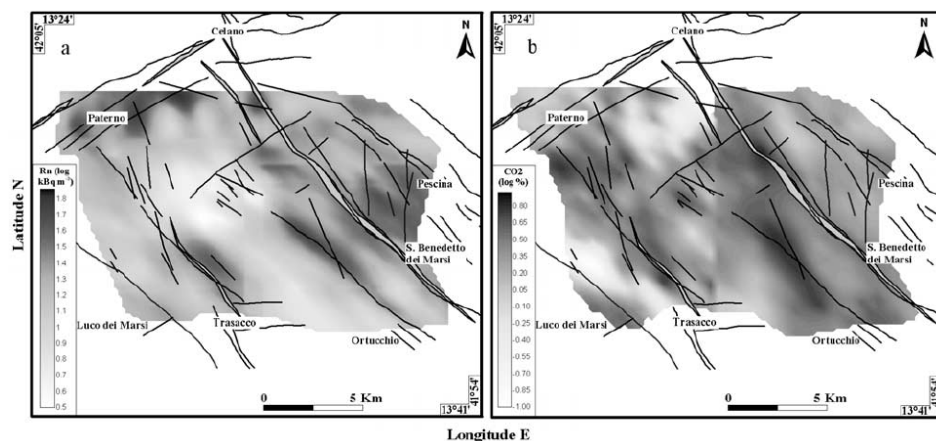 13°24'
42°05'
a
Celano
N
Paterno
Rn (log
kBq m⁻³)
1.8
1.7
1.6
1.5
1.4
1.3
1.2
1.1
1
0.9
0.8
0.7
0.6
0.5
Pescina
S. Benedetto
dei Marsi
Luco dei Marsi
Trasacco
Ortucchio
0 5 Km
41°54'
13°41'
13°24'
42°05'
b
Celano
N
Paterno
CO2
(log %)
0.80
0.65
0.50
0.35
0.20
0.05
-0.10
-0.25
-0.40
-0.55
-0.70
-0.85
-1.00
Pescina
S. Benedetto
dei Marsi
Luco dei Marsi
Trasacco
Ortucchio
0 5 Km
41°54'
13°41'
Latitude N
Longitude E